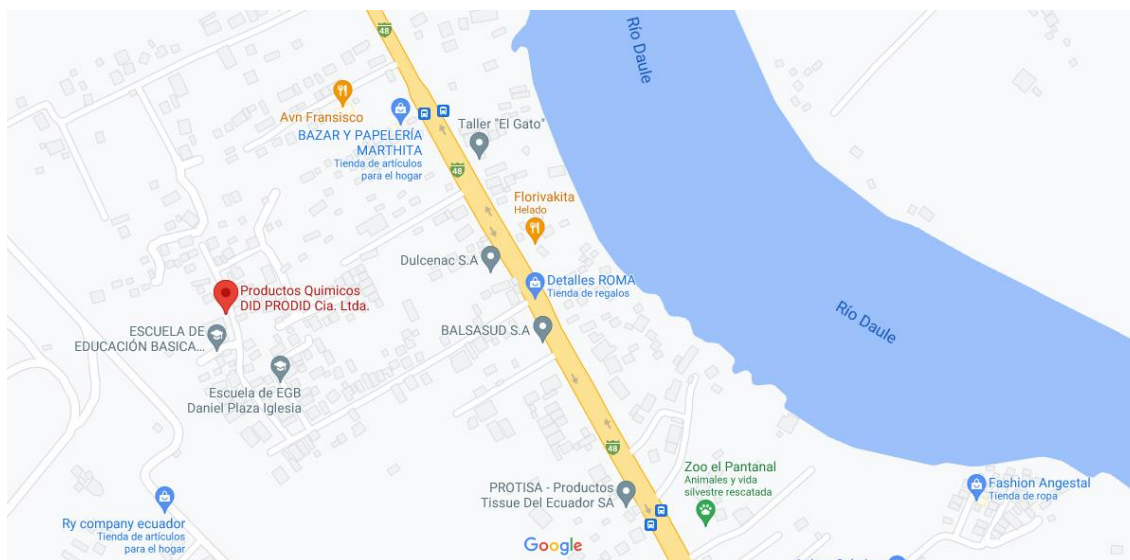 48
Río Daule
Avn Fransisco
BAZAR Y PAPELERÍA
MARTHITA
Tienda de artículos
para el hogar
Taller "El Gato"
48
Florivakita
Helado
Dulcenac S.A
Detalles ROMA
Tienda de regalos
Productos Quimicos
DID PRODID Cia. Ltda.
ESCUELA DE
EDUCACIÓN BASICA...
BALSASUD S.A
Río Daule
Escuela de EGB
Daniel Plaza Iglesia
48
Zoo el Pantanal
Animales y vida
silvestre rescatada
PROTISA - Productos
Tissue Del Ecuador SA
Fashion Angestal
Tienda de ropa
Ry company ecuador
Tienda de artículos
para el hogar
Google